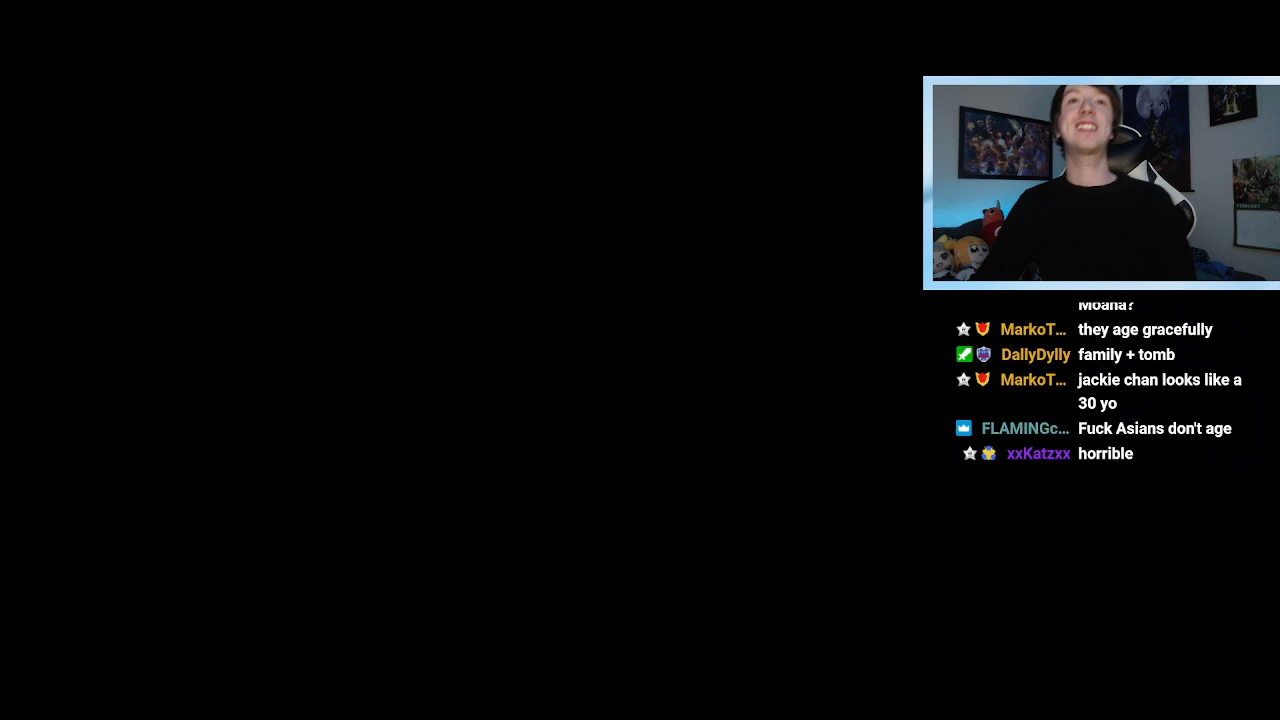 FEBRUARY
Moana?
MarkoT... they age gracefully
DallyDylly family + tomb
MarkoT... jackie chan looks like a
30 yo
FLAMINGc... Fuck Asians don't age
xxKatzxx horrible